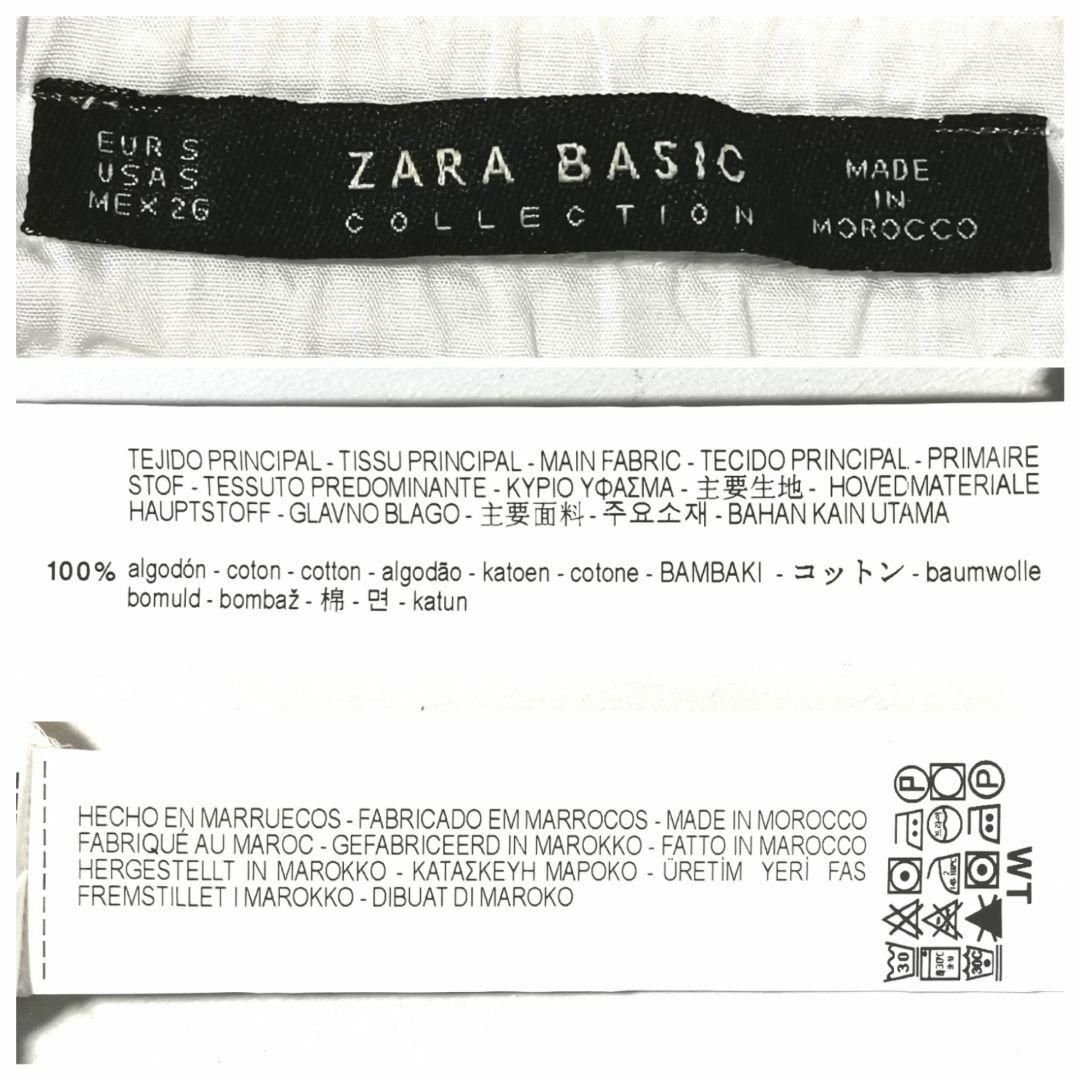 EUR S
USA S
MEX 26
ZARA BASIC
COLLECTION
MADE
IN
MOROCCO
TEJIDO PRINCIPAL - TISSU PRINCIPAL - MAIN FABRIC - TECIDO PRINCIPAL - PRIMAIRE
STOF - TESSUTO PREDOMINANTE - ΚΥΡΙΟ ΥΦΑΣΜΑ - 主要生地 - HOVEDMATERIALE
HAUPTSTOFF - GLAVNO BLAGO - 主要面料 - 주요소재 - BAHAN KAIN UTAMA
100% algodón - coton - cotton - algodão - katoen - cotone - BAMBAKI - コットン - baumwolle
bomuld - bombaž - 棉 - 면 - katun
HECHO EN MARRUECOS - FABRICADO EM MARROCOS - MADE IN MOROCCO
FABRIQUÉ AU MAROC - GEFABRICEERD IN MAROKKO - FATTO IN MAROCCO
HERGESTELLT IN MAROKKO - ΚΑΤΑΣΚΕΥΗ ΜΑΡΟΚΟ - ÜRETİM YERİ FAS
FREMSTILLET I MAROKKO - DIBUAT DI MAROKO
P P
WT
30 30°C 30C